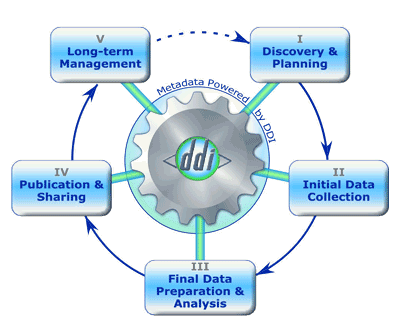 V
Long-term
Management
I
Discovery &
Planning
Metadata Powered
by DDI
ddi
IV
Publication &
Sharing
II
Initial Data
Collection
III
Final Data
Preparation &
Analysis